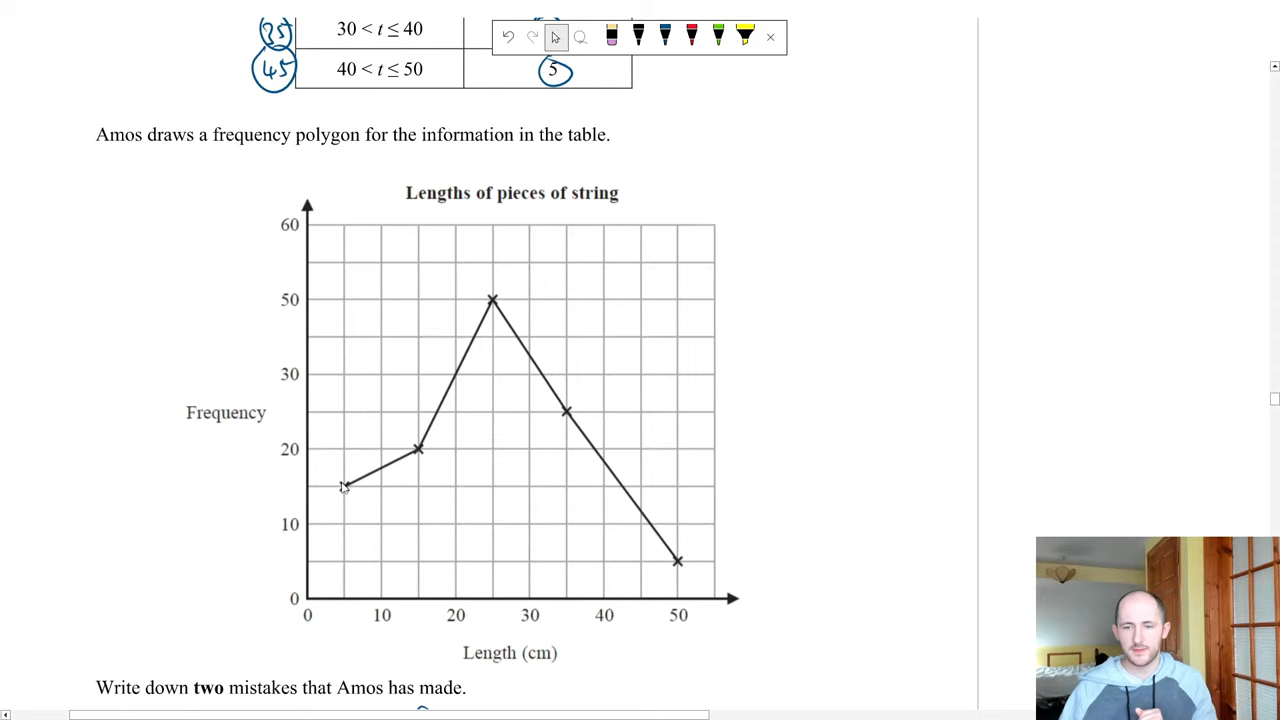 35 30 < t ≤ 40
45 40 < t ≤ 50 5
Amos draws a frequency polygon for the information in the table.
Lengths of pieces of string
60
50
30
Frequency
20
10
0
0 10 20 30 40 50
Length (cm)
Write down two mistakes that Amos has made.